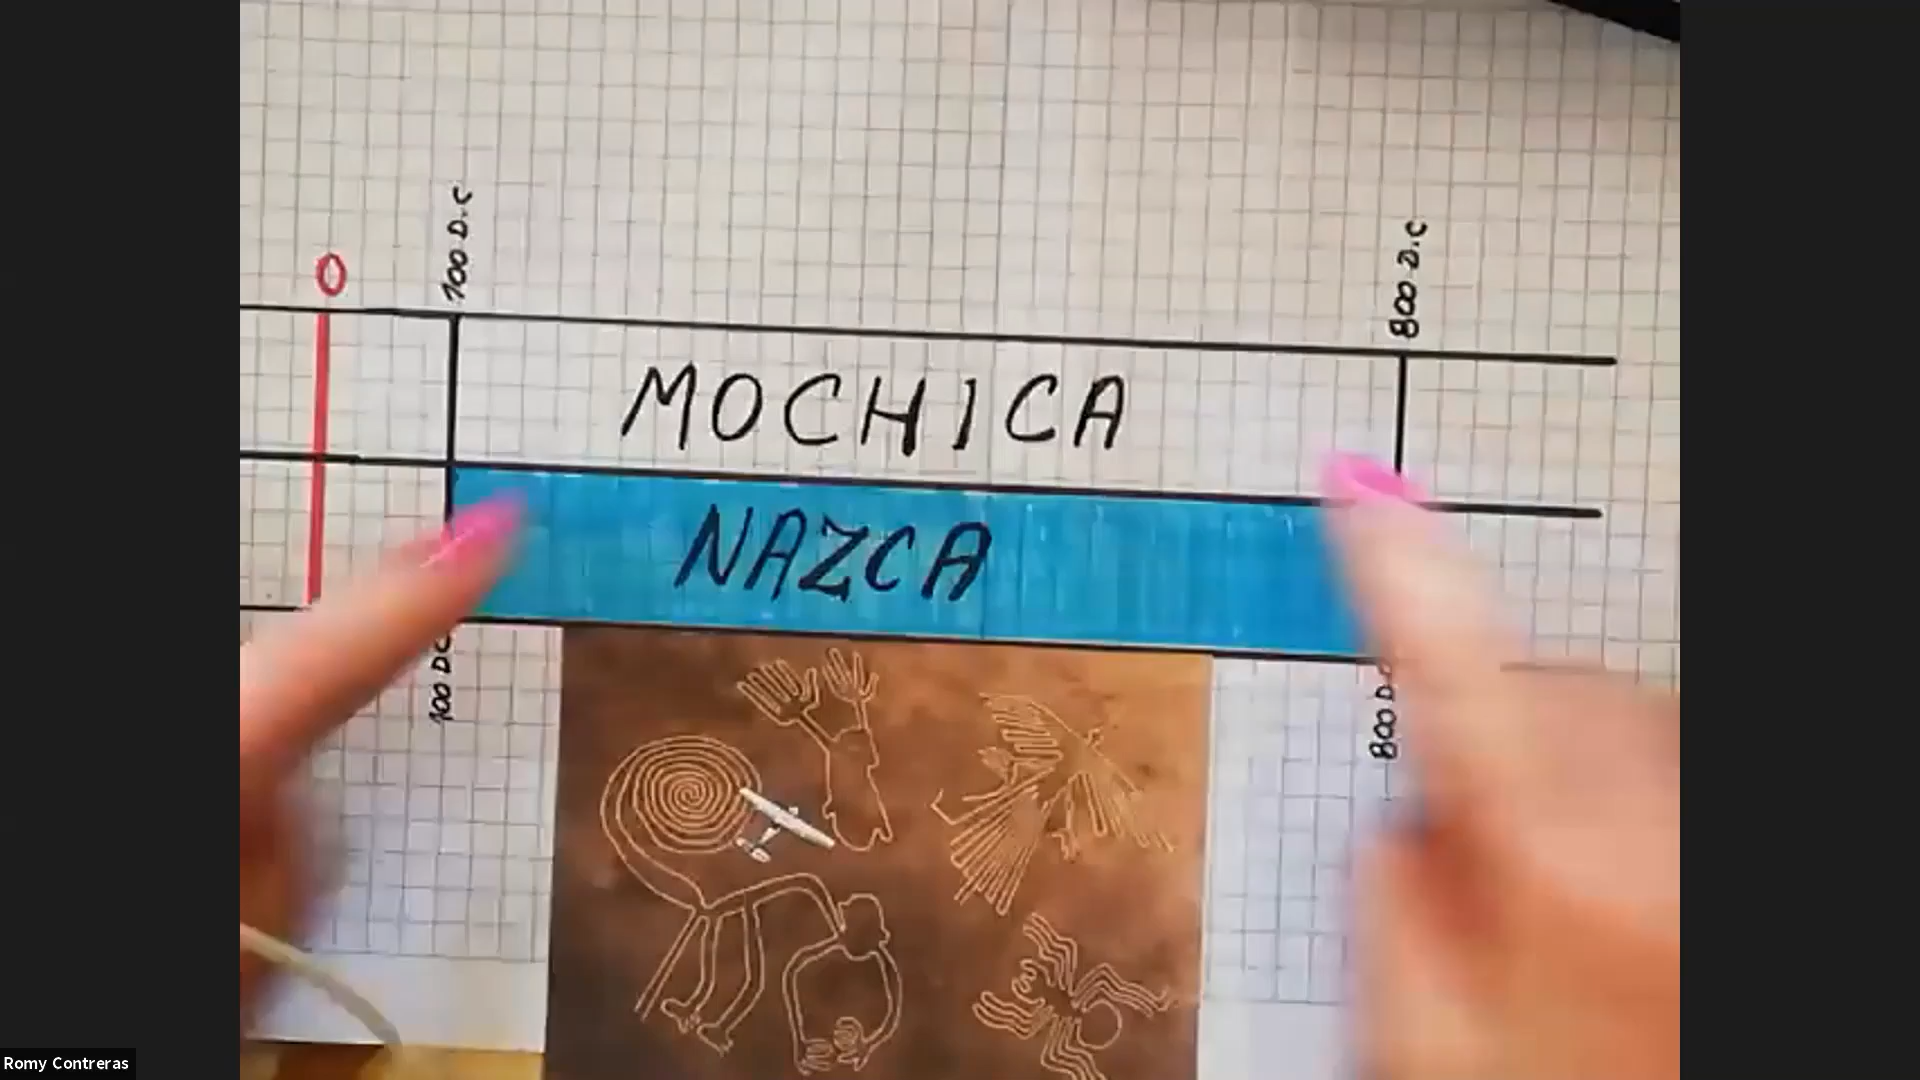 0
100 D.C
800 D.C
MOCHICA
NAZCA
100 DC
800 D.C
Romy Contreras